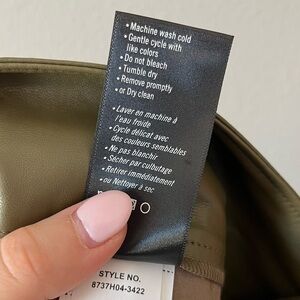 • Machine wash cold
• Gentle cycle with
like colors
• Do not bleach
• Tumble dry
• Remove promptly
• or Dry clean
• Laver en machine à
l'eau froide
• Cycle délicat avec
des couleurs semblables
• Ne pas blanchir
• Sécher par culbutage
• Retirer immédiatement
• ou Nettoyer à sec
STYLE NO.
8737H04-3422